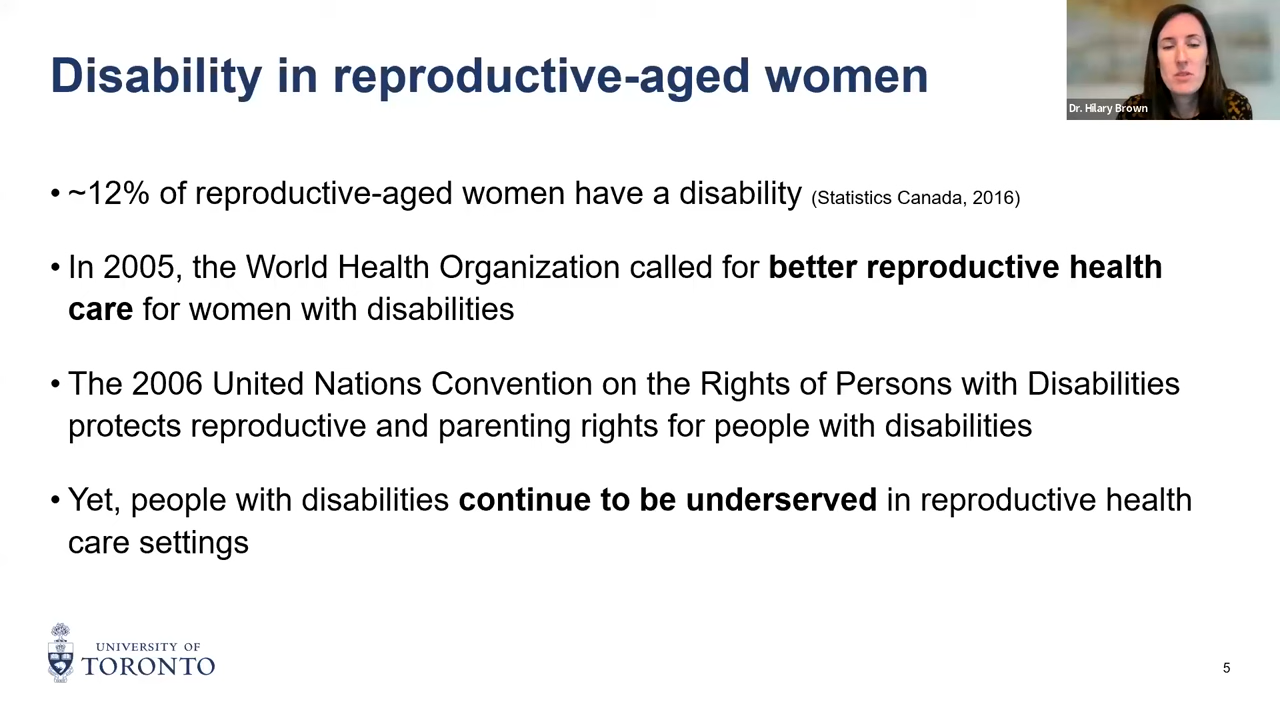 Disability in reproductive-aged women
Dr. Hilary Brown
• ~12% of reproductive-aged women have a disability (Statistics Canada, 2016)
• In 2005, the World Health Organization called for better reproductive health
care for women with disabilities
• The 2006 United Nations Convention on the Rights of Persons with Disabilities
protects reproductive and parenting rights for people with disabilities
• Yet, people with disabilities continue to be underserved in reproductive health
care settings
UNIVERSITY OF
TORONTO
5